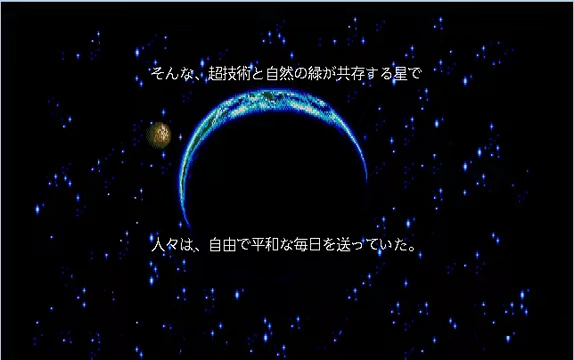 そんな、超技術と自然の緑が共存する星で
人々は、自由で平和な毎日を送っていた。